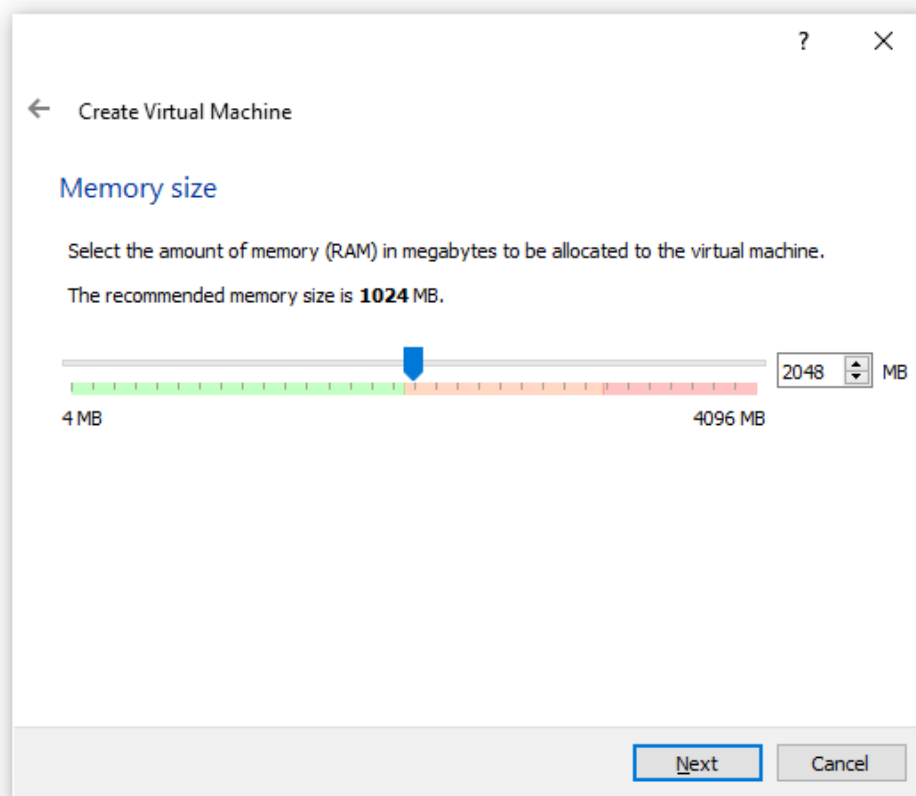 ?
Create Virtual Machine
Memory size
Select the amount of memory (RAM) in megabytes to be allocated to the virtual machine.
The recommended memory size is 1024 MB.
2048 MB
4 MB 4096 MB
Next Cancel